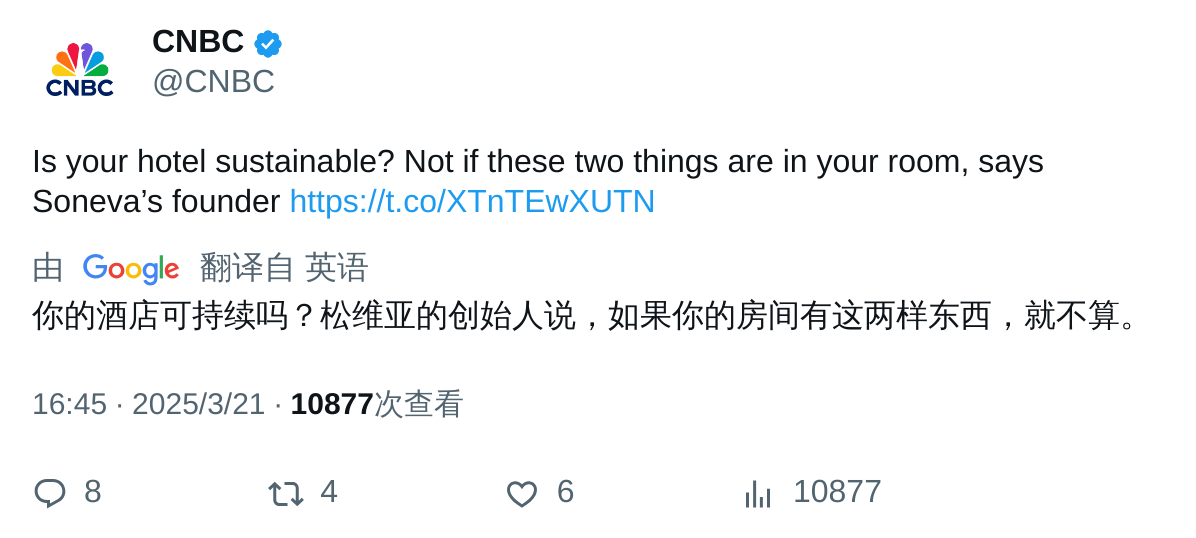 CNBC
CNBC
@CNBC
Is your hotel sustainable? Not if these two things are in your room, says
Soneva’s founder https://t.co/XTnTEwXUTN
由 Google 翻译自 英语
你的酒店可持续吗？松维亚的创始人说，如果你的房间有这两样东西，就不算。
16:45 · 2025/3/21 · 10877次查看
8 4 6 10877